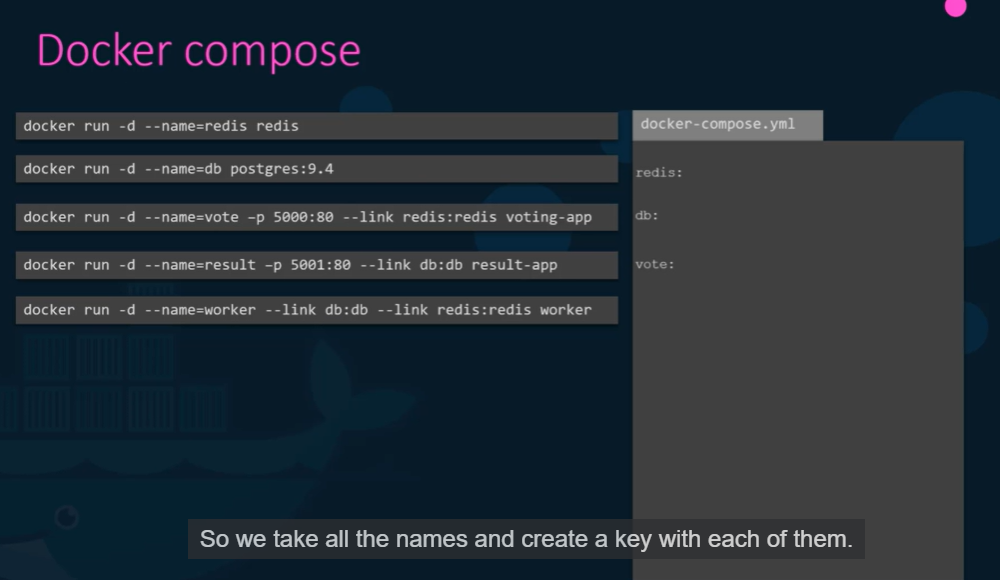 Docker compose
docker run -d --name=redis redis
docker run -d --name=db postgres:9.4
docker run -d --name=vote –p 5000:80 --link redis:redis voting-app
docker run -d --name=result –p 5001:80 --link db:db result-app
docker run -d --name=worker --link db:db --link redis:redis worker
docker-compose.yml
redis:
db:
vote:
So we take all the names and create a key with each of them.